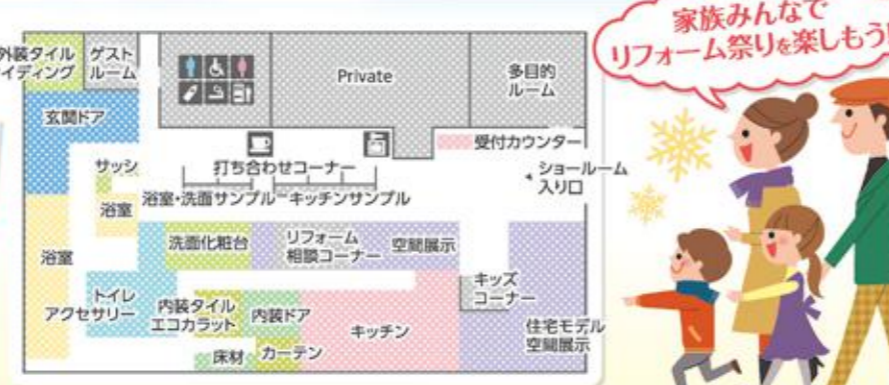 家族みんなで
リフォーム祭りを楽しもう!
外装タイル
イディング
ゲスト
ルーム
Private
多目的
ルーム
玄関ドア
受付カウンター
サッシ
打ち合わせコーナー
ショールーム
入り口
浴室・洗面サンプル
キッチンサンプル
浴室
浴室
洗面化粧台
リフォーム
相談コーナー
空間展示
キッズ
コーナー
トイレ
アクセサリー
内装タイル
エコカラット
内装ドア
キッチン
住宅モデル
空間展示
床材
カーテン